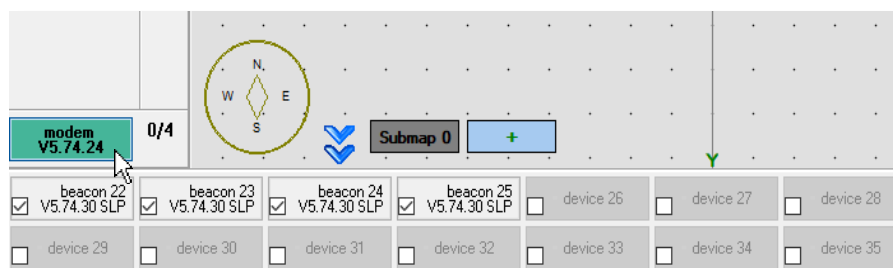 N
W E
S
modem
V5.74.24
0/4
Submap 0
+
Y
beacon 22
V5.74.30 SLP
beacon 23
V5.74.30 SLP
beacon 24
V5.74.30 SLP
beacon 25
V5.74.30 SLP
device 26
device 27
device 28
device 29
device 30
device 31
device 32
device 33
device 34
device 35